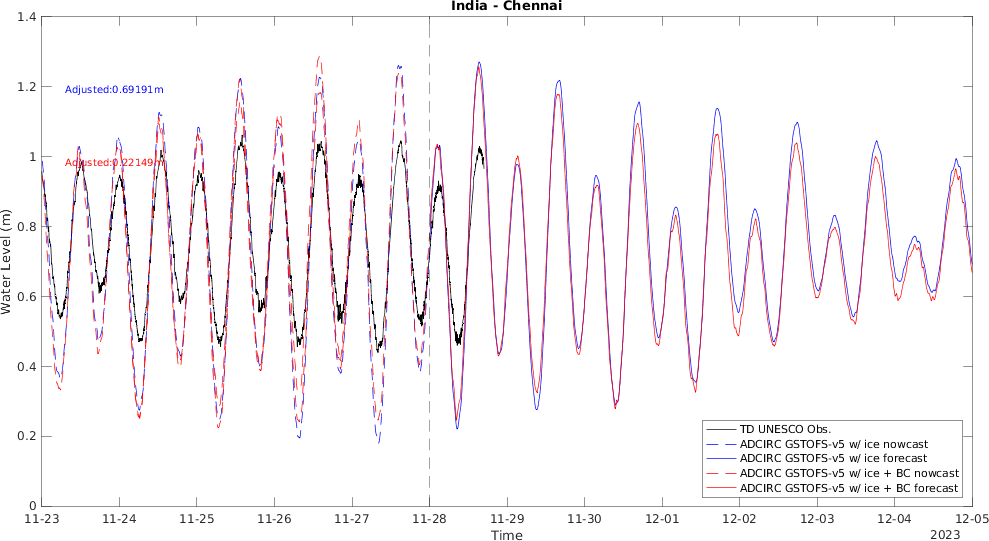 India - Chennai
Water Level (m)
1.4
1.2
1
0.8
0.6
0.4
0.2
0
Adjusted:0.69191m
Adjusted:0.22149m
TD UNESCO Obs.
ADCIRC GSTOFS-v5 w/ ice nowcast
ADCIRC GSTOFS-v5 w/ ice forecast
ADCIRC GSTOFS-v5 w/ ice + BC nowcast
ADCIRC GSTOFS-v5 w/ ice + BC forecast
11-23 11-24 11-25 11-26 11-27 11-28 11-29 11-30 12-01 12-02 12-03 12-04 12-05
Time
2023